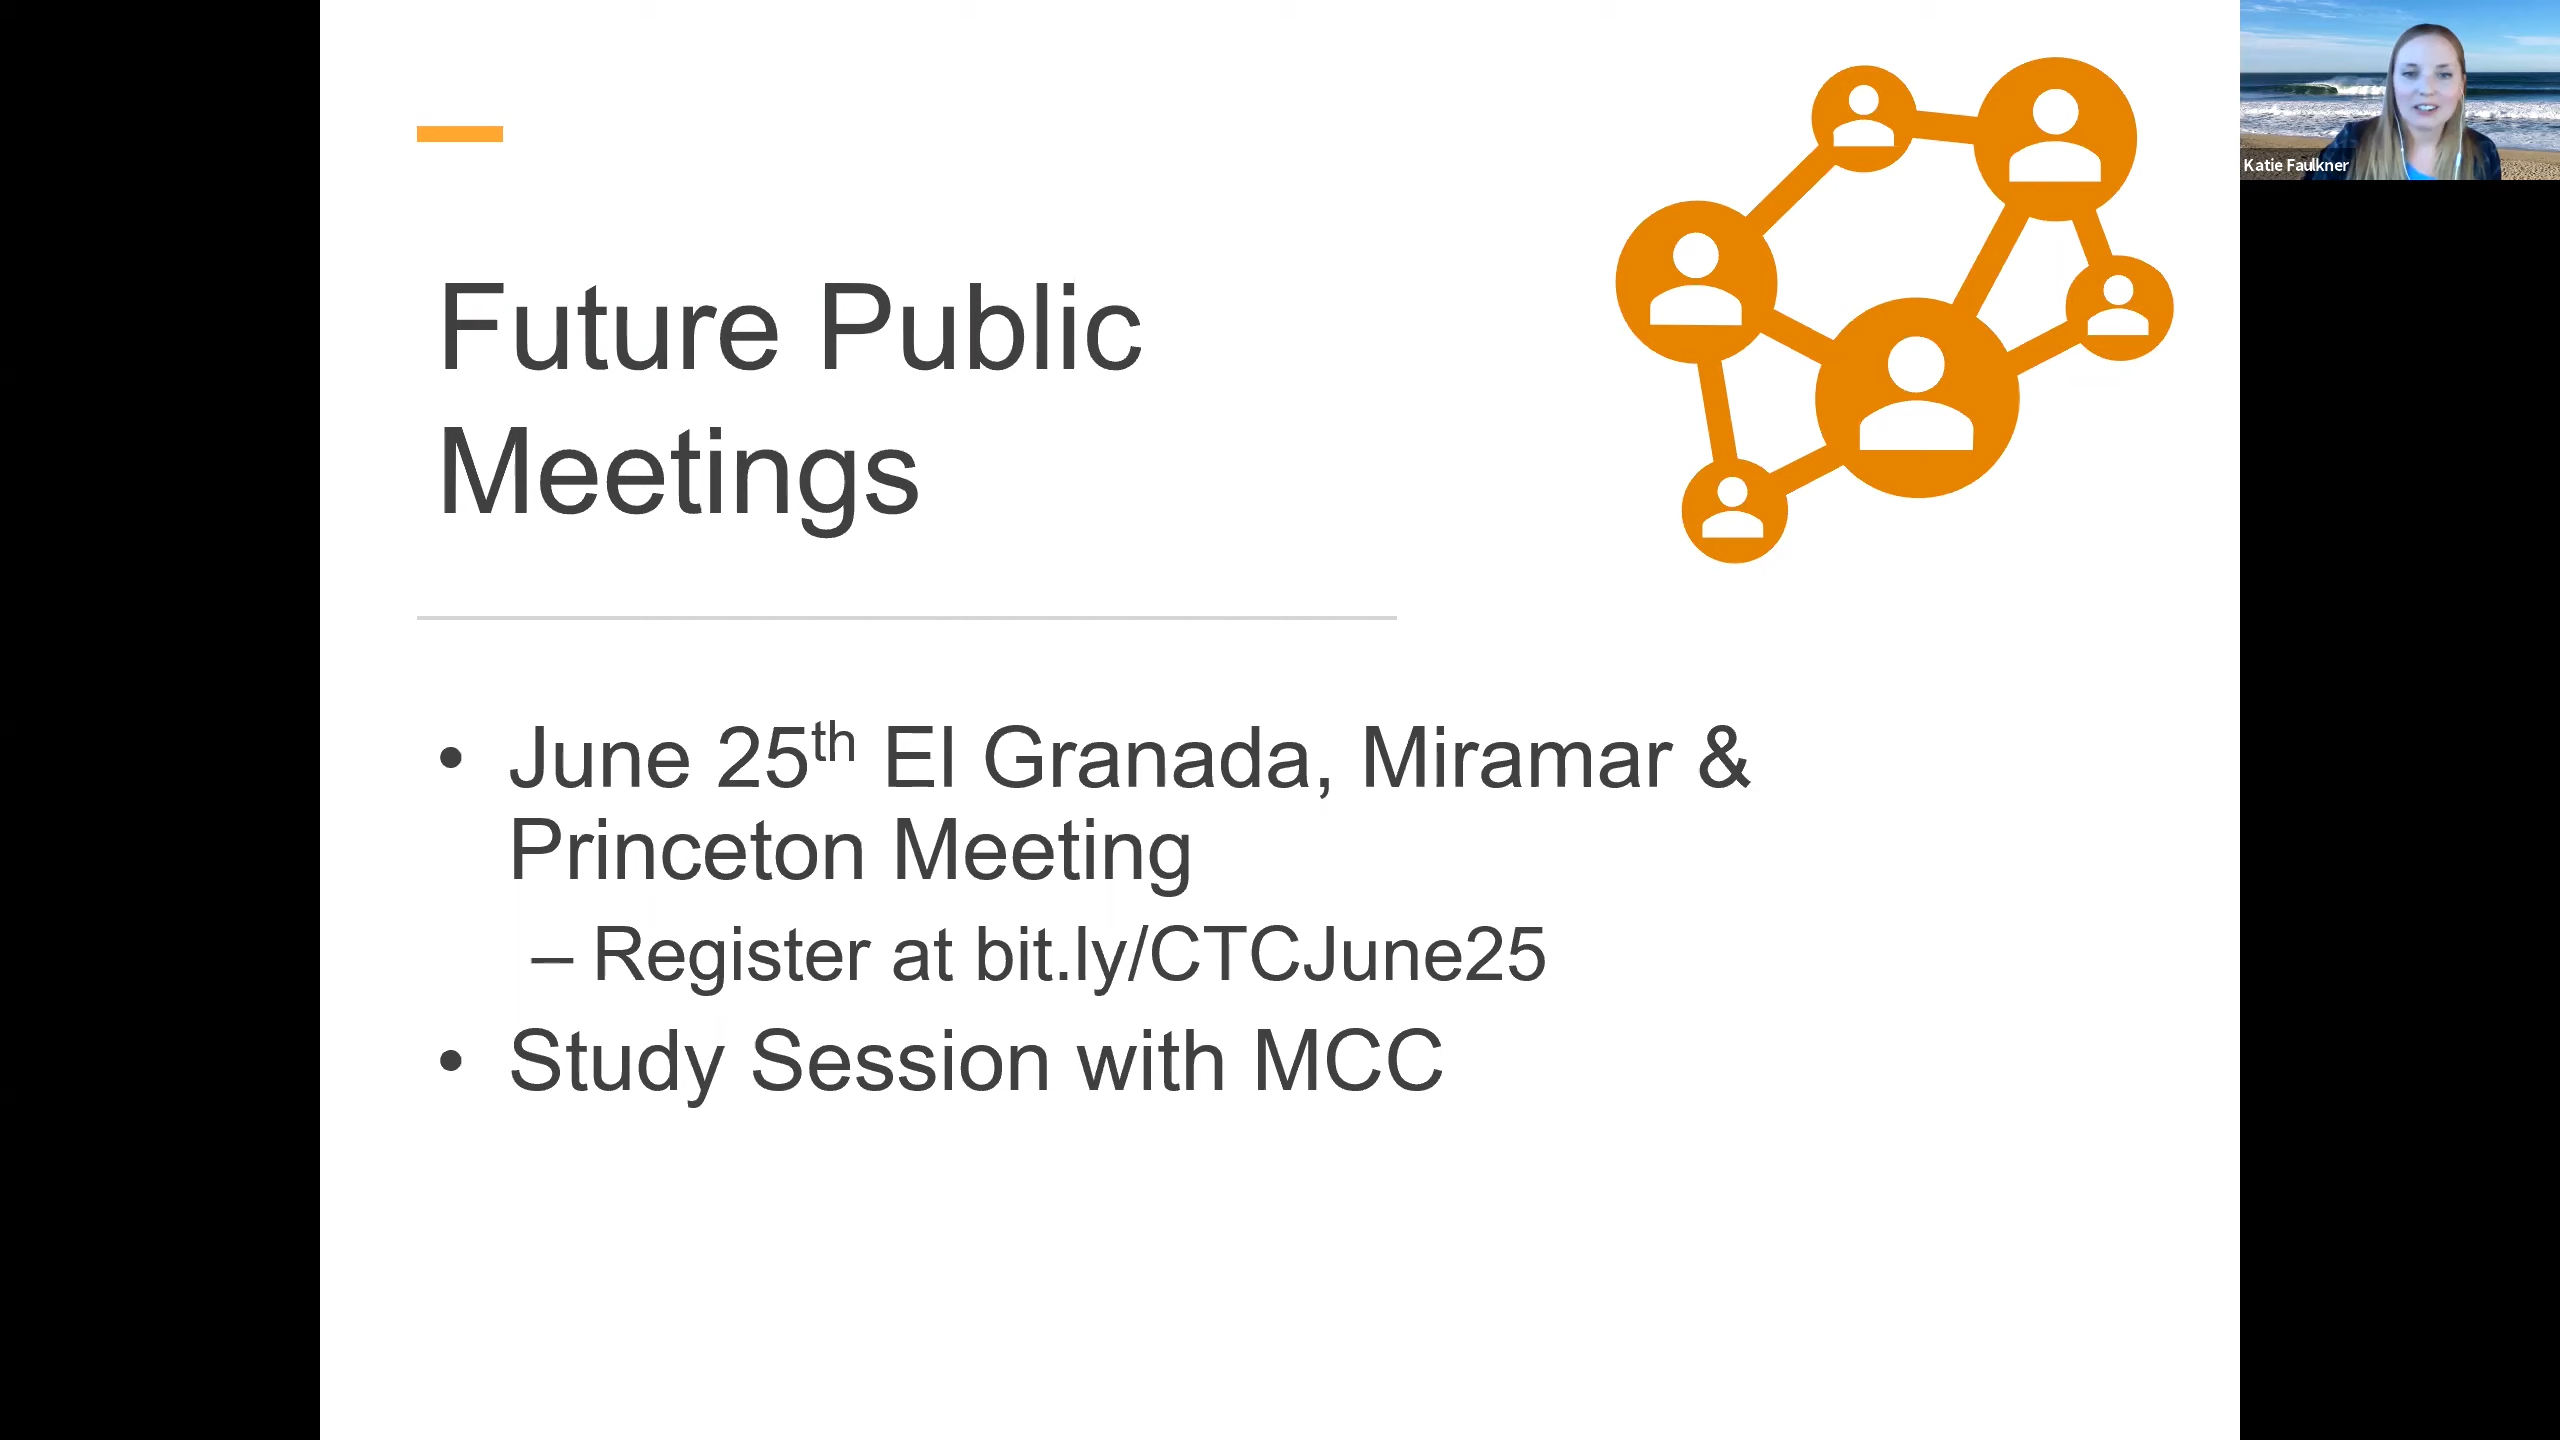 Future Public
Meetings
• June 25th El Granada, Miramar &
Princeton Meeting
– Register at bit.ly/CTCJune25
• Study Session with MCC
Katie Faulkner